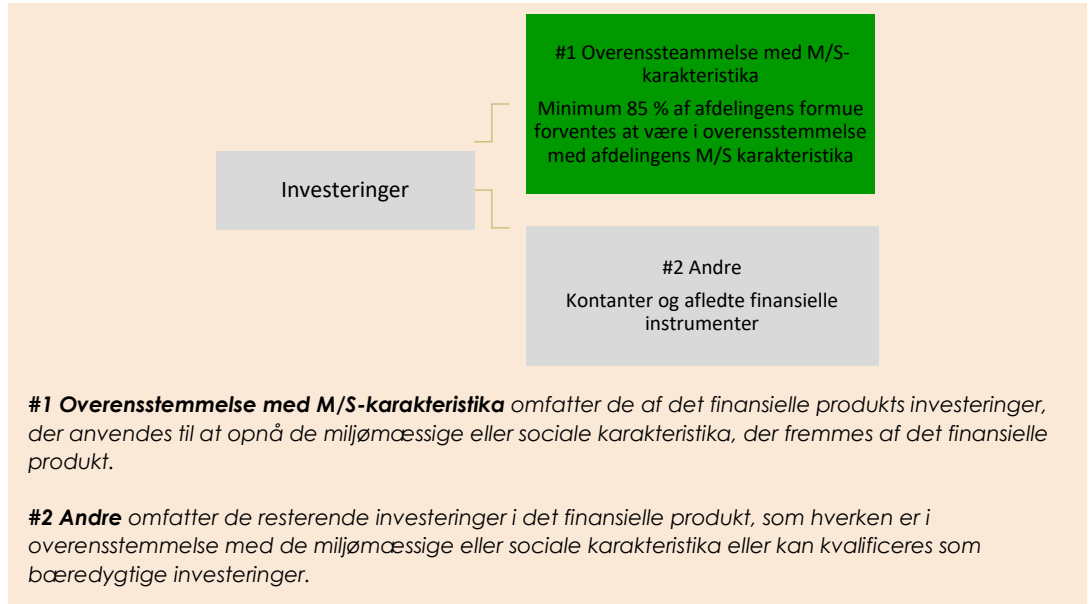 #1 Overenssteammelse med M/S-
karakteristika
Minimum 85 % af afdelingens formue
forventes at være i overensstemmelse
med afdelingens M/S karakteristika
Investeringer
#2 Andre
Kontanter og afledte finansielle
instrumenter
#1 Overensstemmelse med M/S-karakteristika omfatter de af det finansielle produkts investeringer,
der anvendes til at opnå de miljømæssige eller sociale karakteristika, der fremmes af det finansielle
produkt.
#2 Andre omfatter de resterende investeringer i det finansielle produkt, som hverken er i
overensstemmelse med de miljømæssige eller sociale karakteristika eller kan kvalificeres som
bæredygtige investeringer.